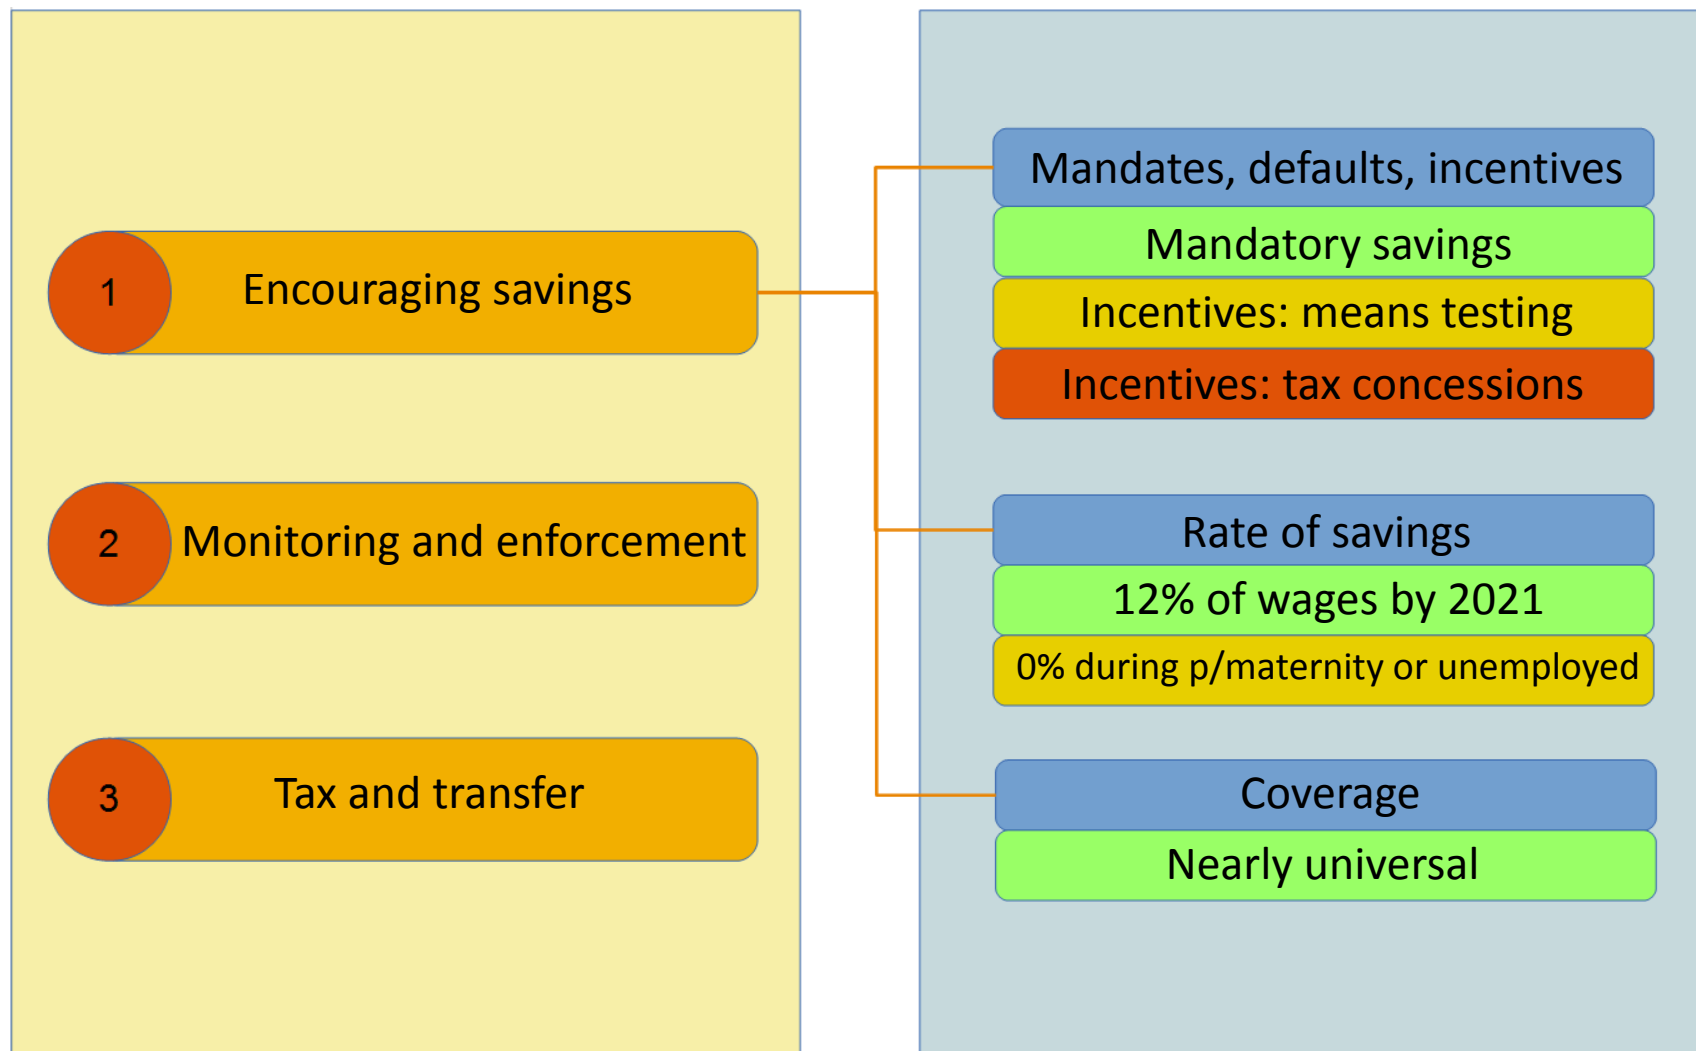 1
Encouraging savings
2
Monitoring and enforcement
3
Tax and transfer
Mandates, defaults, incentives
Mandatory savings
Incentives: means testing
Incentives: tax concessions
Rate of savings
12% of wages by 2021
0% during p/maternity or unemployed
Coverage
Nearly universal